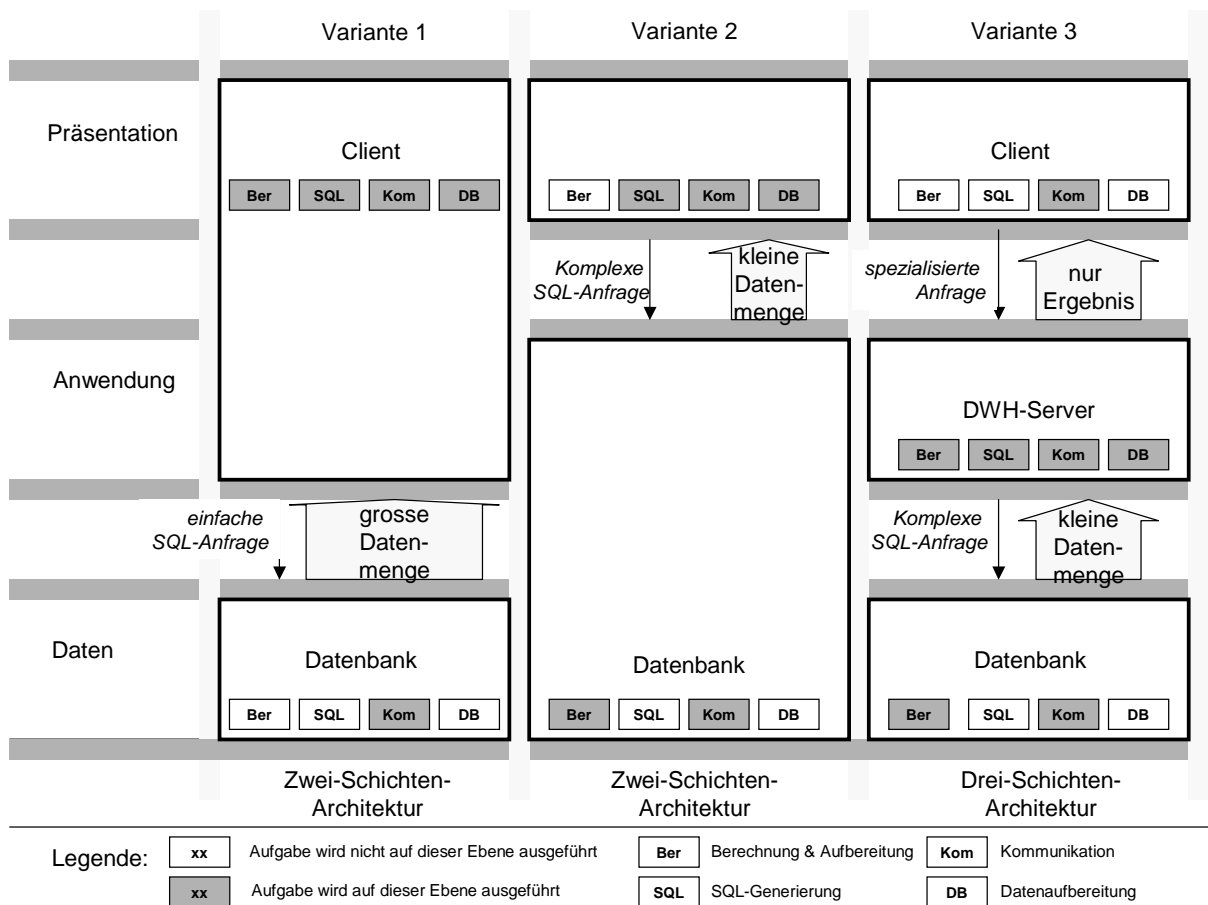 Variante 1
Variante 2
Variante 3
Präsentation
Client
Client
Ber SQL Kom DB
Ber SQL Kom DB
Ber SQL Kom DB
Komplexe
SQL-Anfrage
kleine
Daten-
menge
spezialisierte
Anfrage
nur
Ergebnis
Anwendung
DWH-Server
Ber SQL Kom DB
einfache
SQL-Anfrage
grosse
Daten-
menge
Komplexe
SQL-Anfrage
kleine
Daten-
menge
Daten
Datenbank
Datenbank
Datenbank
Ber SQL Kom DB
Ber SQL Kom DB
Ber SQL Kom DB
Zwei-Schichten-
Architektur
Zwei-Schichten-
Architektur
Drei-Schichten-
Architektur
Legende:
xx Aufgabe wird nicht auf dieser Ebene ausgeführt
Ber Berechnung & Aufbereitung
Kom Kommunikation
xx Aufgabe wird auf dieser Ebene ausgeführt
SQL SQL-Generierung
DB Datenaufbereitung